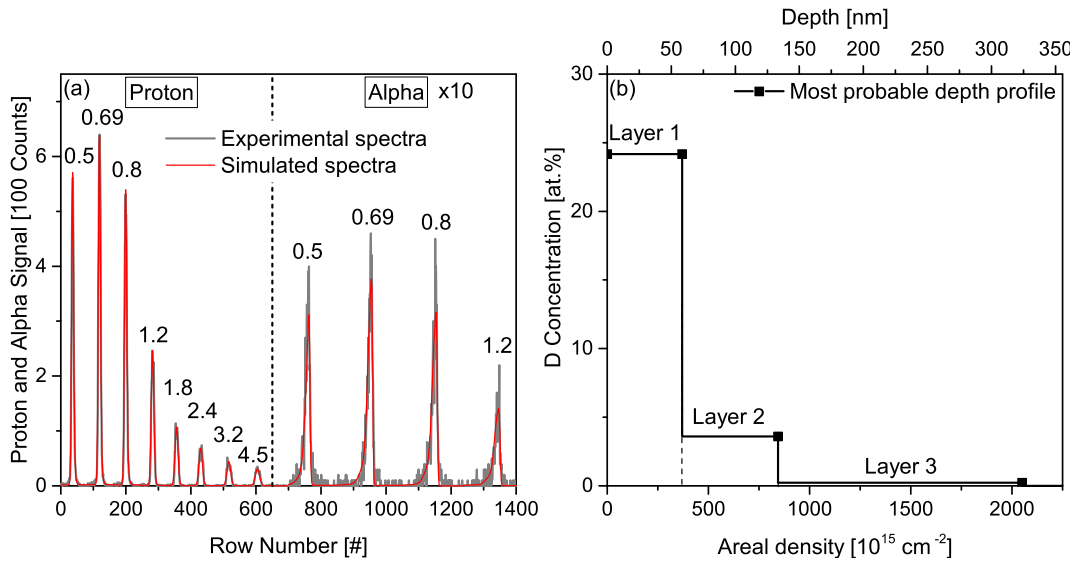 (a)
Proton
Alpha x10
Experimental spectra
Simulated spectra
0.5
0.69
0.8
1.2
1.8
2.4
3.2
4.5
0.5
0.69
0.8
1.2
Proton and Alpha Signal [100 Counts]
6
4
2
0
0 200 400 600 800 1000 1200 1400
Row Number [#]
Depth [nm]
0 50 100 150 200 250 300 350
(b)
Most probable depth profile
Layer 1
Layer 2
Layer 3
D Concentration [at.%]
30
20
10
0
0 500 1000 1500 2000
Areal density [10¹⁵ cm⁻²]